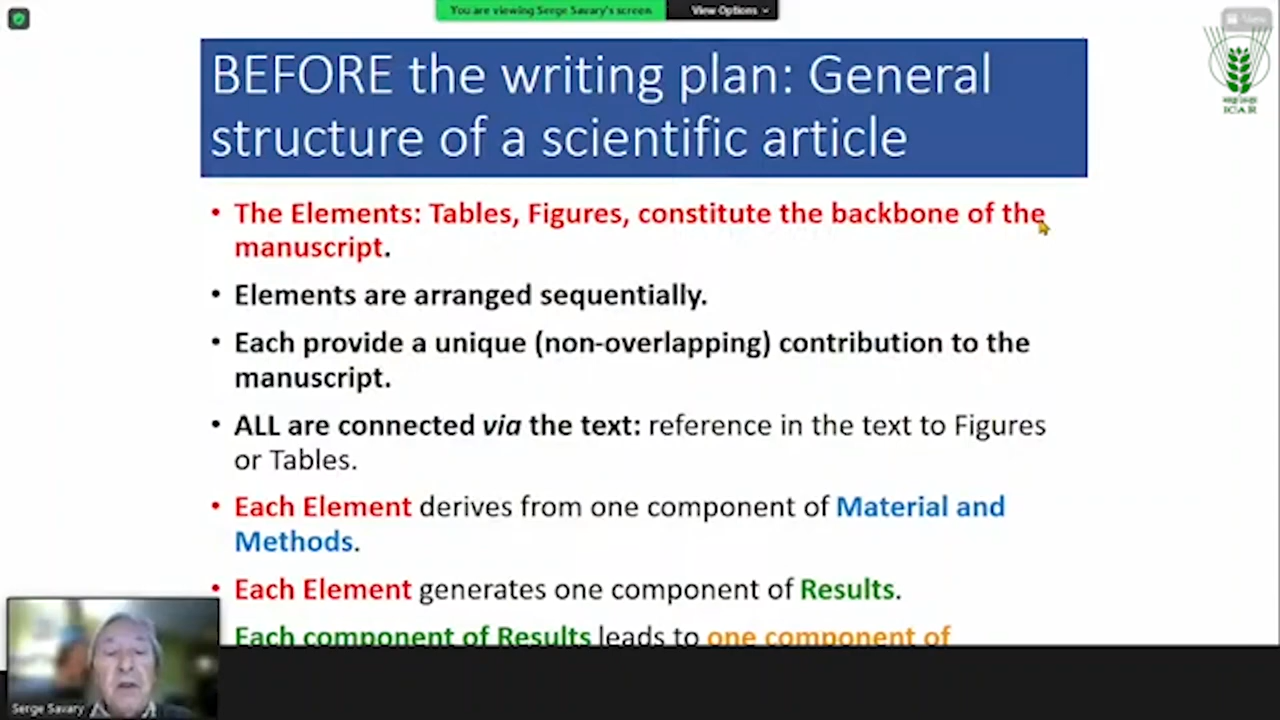 You are viewing Serge Savary's screen
View Options
View
BEFORE the writing plan: General
structure of a scientific article
ICAR
• The Elements: Tables, Figures, constitute the backbone of the
manuscript.
• Elements are arranged sequentially.
• Each provide a unique (non-overlapping) contribution to the
manuscript.
• ALL are connected via the text: reference in the text to Figures
or Tables.
• Each Element derives from one component of Material and
Methods.
• Each Element generates one component of Results.
Each component of Results leads to one component of
Serge Savary